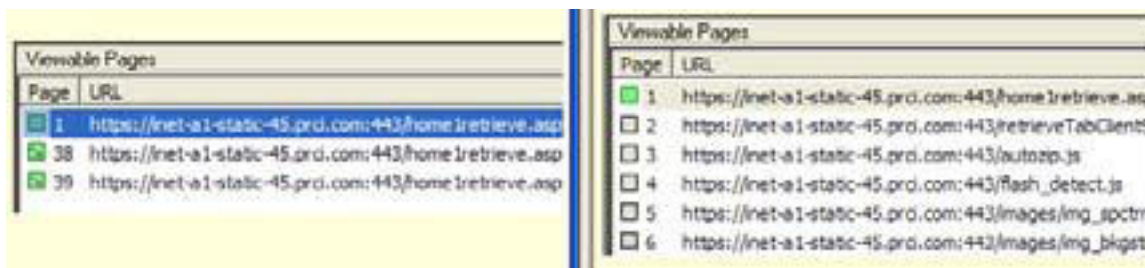 Viewable Pages
Page URL
1 https://inet-a1-static-45.prci.com:443/home1retrieve.asp
38 https://inet-a1-static-45.prci.com:443/home1retrieve.asp
39 https://inet-a1-static-45.prci.com:443/home1retrieve.asp
Viewable Pages
Page URL
1 https://inet-a1-static-45.prci.com:443/home1retrieve.as
2 https://inet-a1-static-45.prci.com:443/retrieveTabClients
3 https://inet-a1-static-45.prci.com:443/autozip.js
4 https://inet-a1-static-45.prci.com:443/flash_detect.js
5 https://inet-a1-static-45.prci.com:443/images/img_spctr
6 https://inet-a1-static-45.prci.com:443/images/img_bkgst